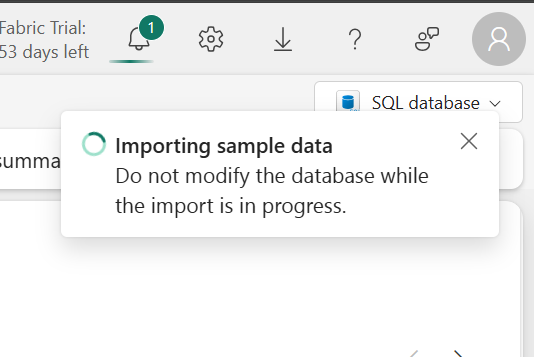 Fabric Trial:
53 days left
1
SQL database
summa
Importing sample data
Do not modify the database while
the import is in progress.